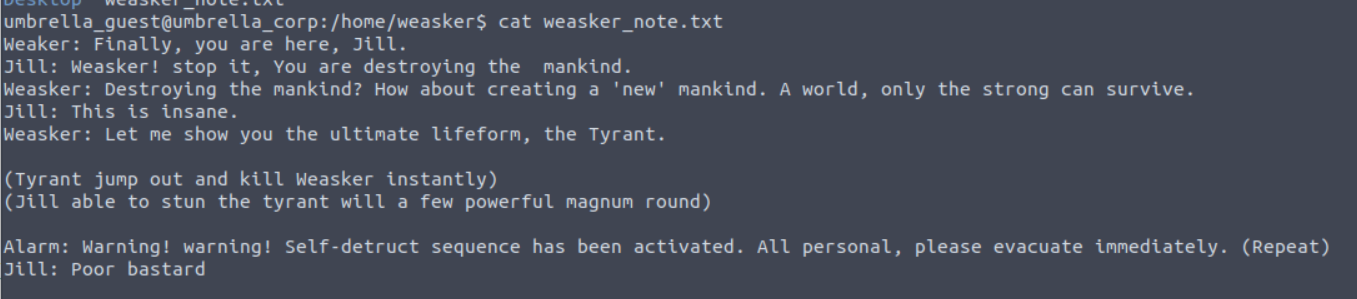 Desktop  weasker_note.txt
umbrella_guest@umbrella_corp:/home/weasker$ cat weasker_note.txt
Weaker: Finally, you are here, Jill.
Jill: Weasker! stop it, You are destroying the  mankind.
Weasker: Destroying the mankind? How about creating a 'new' mankind. A world, only the strong can survive.
Jill: This is insane.
Weasker: Let me show you the ultimate lifeform, the Tyrant.
(Tyrant jump out and kill Weasker instantly)
(Jill able to stun the tyrant will a few powerful magnum round)
Alarm: Warning! warning! Self-detruct sequence has been activated. All personal, please evacuate immediately. (Repeat)
Jill: Poor bastard